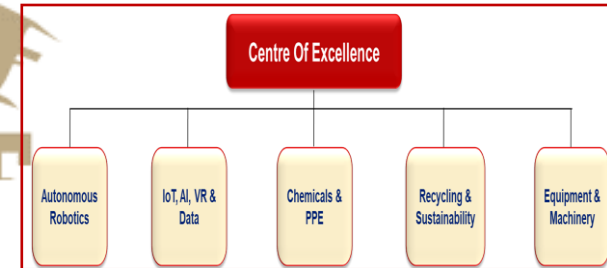 Centre Of Excellence
Autonomous
Robotics
IoT, AI, VR &
Data
Chemicals &
PPE
Recycling &
Sustainability
Equipment &
Machinery